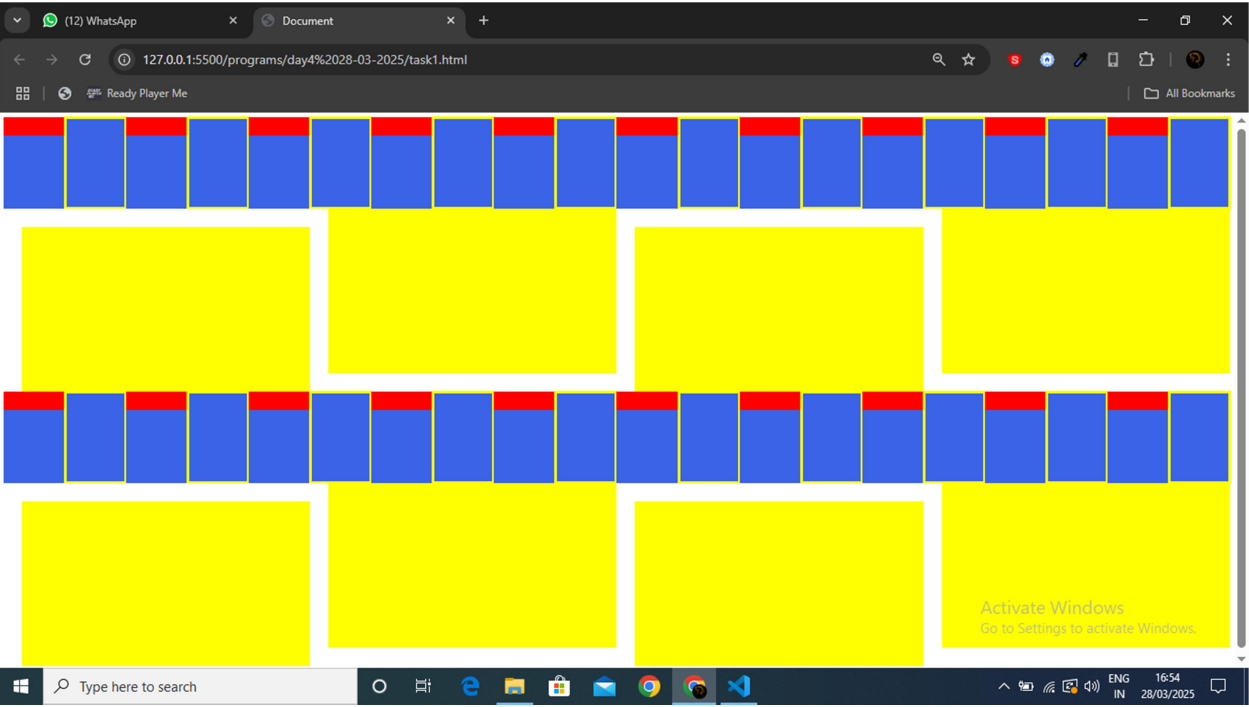 (12) WhatsApp
Document
127.0.0.1:5500/programs/day4%2028-03-2025/task1.html
S
Ready Player Me
All Bookmarks
Activate Windows
Go to Settings to activate Windows.
Type here to search
ENG
IN
16:54
28/03/2025